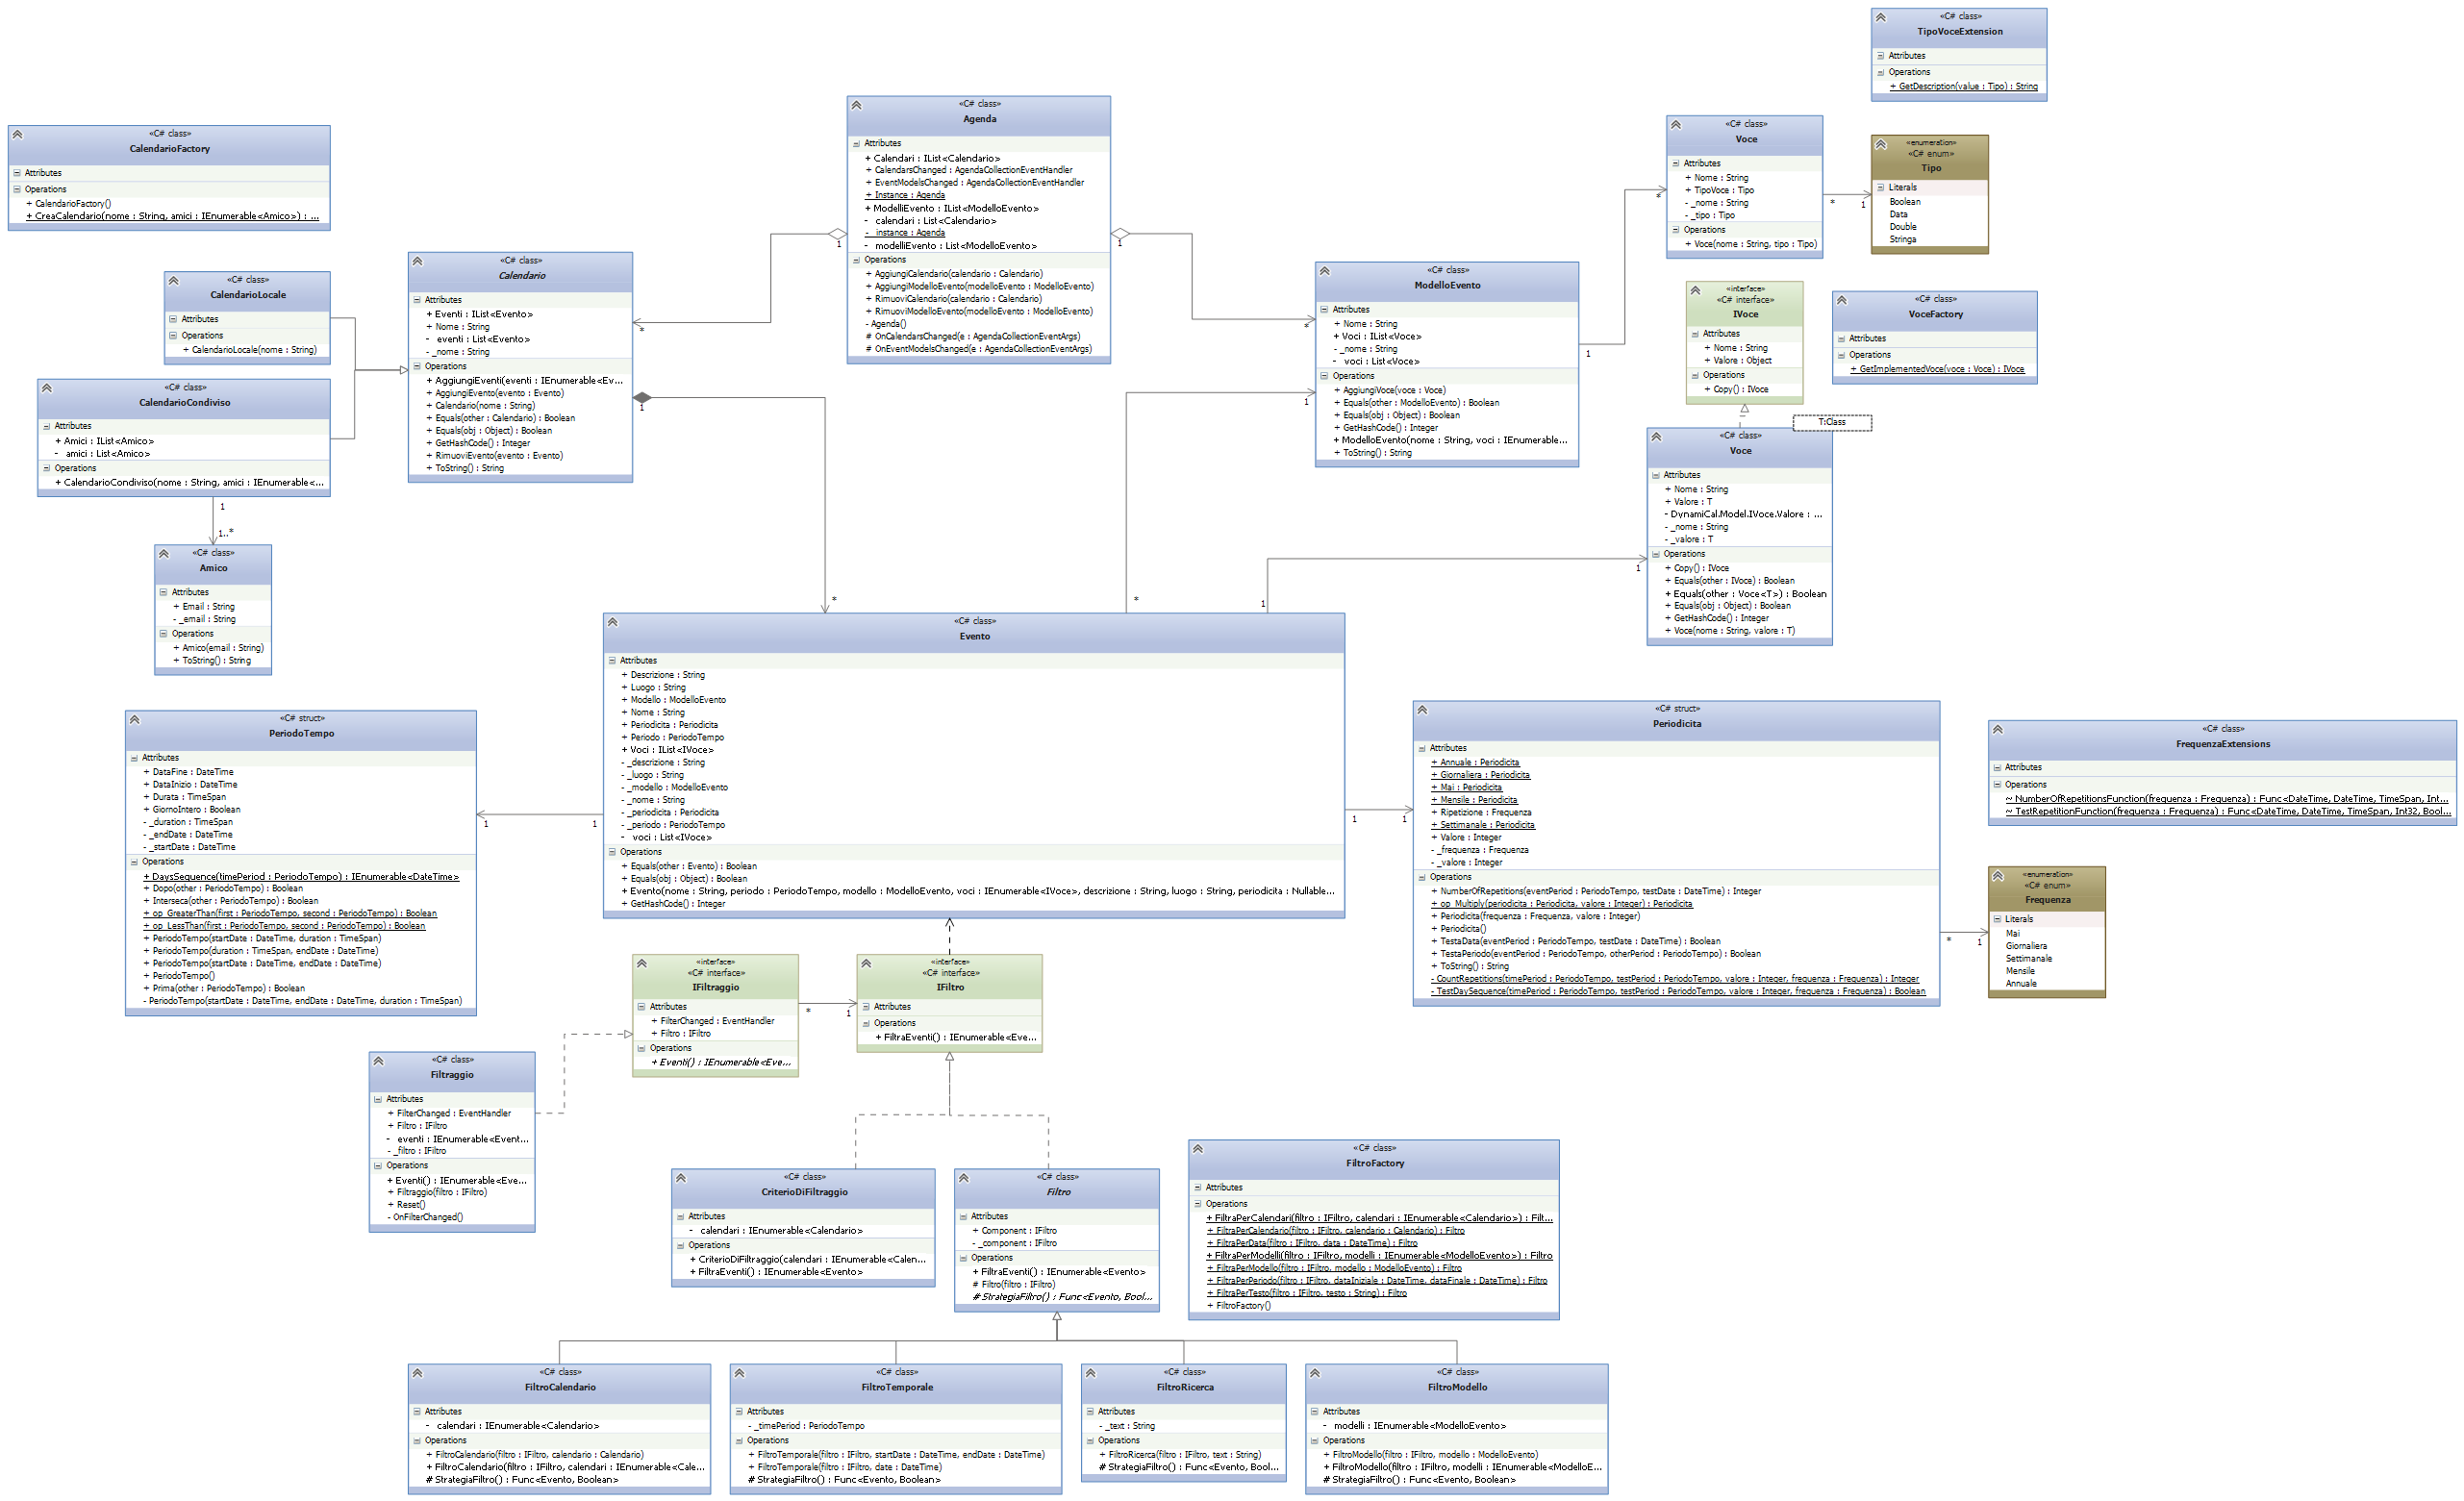 «C# class»
TipoVoceExtension
Attributes
Operations
+ GetDescription(value : Tipo) : String
«C# class»
CalendarioFactory
Attributes
Operations
+ CalendarioFactory()
+ CreaCalendario(nome : String, amici : IEnumerable<Amico>) : ...
«C# class»
Agenda
Attributes
+ Calendari : IList<Calendario>
+ CalendarsChanged : AgendaCollectionEventHandler
+ EventModelsChanged : AgendaCollectionEventHandler
+ Instance : Agenda
+ ModelliEvento : IList<ModelloEvento>
- _calendari : List<Calendario>
- _instance : Agenda
- _modelliEvento : List<ModelloEvento>
Operations
+ AggiungiCalendario(calendario : Calendario)
+ AggiungiModelloEvento(modelloEvento : ModelloEvento)
+ RimuoviCalendario(calendario : Calendario)
+ RimuoviModelloEvento(modelloEvento : ModelloEvento)
- Agenda()
# OnCalendarsChanged(e : AgendaCollectionEventArgs)
# OnEventModelsChanged(e : AgendaCollectionEventArgs)
1
1
*
*
«C# class»
Voce
Attributes
+ Nome : String
+ TipoVoce : Tipo
- _nome : String
- _tipo : Tipo
Operations
+ Voce(nome : String, tipo : Tipo)
*
*
1
«enumeration»
«C# enum»
Tipo
Literals
Boolean
Data
Double
Stringa
«C# class»
CalendarioLocale
Attributes
Operations
+ CalendarioLocale(nome : String)
«C# class»
Calendario
Attributes
+ Eventi : IList<Evento>
+ Nome : String
- _eventi : List<Evento>
- _nome : String
Operations
+ AggiungiEventi(eventi : IEnumerable<Ev...
+ AggiungiEvento(evento : Evento)
+ Calendario(nome : String)
+ Equals(other : Calendario) : Boolean
+ Equals(obj : Object) : Boolean
+ GetHashCode() : Integer
+ RimuoviEvento(evento : Evento)
+ ToString() : String
1
*
«C# class»
ModelloEvento
Attributes
+ Nome : String
+ Voci : IList<Voce>
- _nome : String
- _voci : List<Voce>
Operations
+ AggiungiVoce(voce : Voce)
+ Equals(other : ModelloEvento) : Boolean
+ Equals(obj : Object) : Boolean
+ GetHashCode() : Integer
+ ModelloEvento(nome : String, voci : IEnumerable...
+ ToString() : String
1
1
*
«interface»
«C# interface»
IVoce
Attributes
+ Nome : String
+ Valore : Object
Operations
+ Copy() : IVoce
«C# class»
VoceFactory
Attributes
Operations
+ GetImplementedVoce(voce : Voce) : IVoce
«C# class»
CalendarioCondiviso
Attributes
+ Amici : IList<Amico>
- _amici : List<Amico>
Operations
+ CalendarioCondiviso(nome : String, amici : IEnumerable<...
1
1..*
T:Class
«C# class»
Voce
Attributes
+ Nome : String
+ Valore : T
- DynamiCal.Model.IVoce.Valore : ...
- _nome : String
- _valore : T
Operations
+ Copy() : IVoce
+ Equals(other : IVoce) : Boolean
+ Equals(other : Voce<T>) : Boolean
+ Equals(obj : Object) : Boolean
+ GetHashCode() : Integer
+ Voce(nome : String, valore : T)
1
1
«C# class»
Amico
Attributes
+ Email : String
- _email : String
Operations
+ Amico(email : String)
+ ToString() : String
«C# class»
Evento
Attributes
+ Descrizione : String
+ Luogo : String
+ Modello : ModelloEvento
+ Nome : String
+ Periodicita : Periodicita
+ Periodo : PeriodoTempo
+ Voci : IList<IVoce>
- _descrizione : String
- _luogo : String
- _modello : ModelloEvento
- _nome : String
- _periodicita : Periodicita
- _periodo : PeriodoTempo
- _voci : List<IVoce>
Operations
+ Equals(other : Evento) : Boolean
+ Equals(obj : Object) : Boolean
+ Evento(nome : String, periodo : PeriodoTempo, modello : ModelloEvento, voci : IEnumerable<IVoce>, descrizione : String, luogo : String, periodicita : Nullable...
+ GetHashCode() : Integer
1
1
1
1
«C# struct»
PeriodoTempo
Attributes
+ DataFine : DateTime
+ DataInizio : DateTime
+ Durata : TimeSpan
+ GiornoIntero : Boolean
- _duration : TimeSpan
- _endDate : DateTime
- _startDate : DateTime
Operations
+ DaysSequence(timePeriod : PeriodoTempo) : IEnumerable<DateTime>
+ Dopo(other : PeriodoTempo) : Boolean
+ Interseca(other : PeriodoTempo) : Boolean
+ op_GreaterThan(first : PeriodoTempo, second : PeriodoTempo) : Boolean
+ op_LessThan(first : PeriodoTempo, second : PeriodoTempo) : Boolean
+ PeriodoTempo(startDate : DateTime, duration : TimeSpan)
+ PeriodoTempo(duration : TimeSpan, endDate : DateTime)
+ PeriodoTempo(startDate : DateTime, endDate : DateTime)
+ PeriodoTempo()
+ Prima(other : PeriodoTempo) : Boolean
- PeriodoTempo(startDate : DateTime, endDate : DateTime, duration : TimeSpan)
«C# struct»
Periodicita
Attributes
+ Annuale : Periodicita
+ Giornaliera : Periodicita
+ Mai : Periodicita
+ Mensile : Periodicita
+ Ripetizione : Frequenza
+ Settimanale : Periodicita
+ Valore : Integer
- _frequenza : Frequenza
- _valore : Integer
Operations
+ NumberOfRepetitions(eventPeriod : PeriodoTempo, testDate : DateTime) : Integer
+ op_Multiply(periodicita : Periodicita, valore : Integer) : Periodicita
+ Periodicita(frequenza : Frequenza, valore : Integer)
+ Periodicita()
+ TestaData(eventPeriod : PeriodoTempo, testDate : DateTime) : Boolean
+ TestaPeriodo(eventPeriod : PeriodoTempo, otherPeriod : PeriodoTempo) : Boolean
+ ToString() : String
- CountRepetitions(timePeriod : PeriodoTempo, testPeriod : PeriodoTempo, valore : Integer, frequenza : Frequenza) : Integer
- TestDaySequence(timePeriod : PeriodoTempo, testPeriod : PeriodoTempo, valore : Integer, frequenza : Frequenza) : Boolean
*
1
«C# class»
FrequenzaExtensions
Attributes
Operations
~ NumberOfRepetitionsFunction(frequenza : Frequenza) : Func<DateTime, DateTime, TimeSpan, Int...
~ TestRepetitionFunction(frequenza : Frequenza) : Func<DateTime, DateTime, TimeSpan, Int32, Bool...
«enumeration»
«C# enum»
Frequenza
Literals
Mai
Giornaliera
Settimanale
Mensile
Annuale
«interface»
«C# interface»
IFiltraggio
Attributes
+ FilterChanged : EventHandler
+ Filtro : IFiltro
Operations
+ Eventi() : IEnumerable<Eve...
*
1
«interface»
«C# interface»
IFiltro
Attributes
Operations
+ FiltraEventi() : IEnumerable<Eve...
«C# class»
Filtraggio
Attributes
+ FilterChanged : EventHandler
+ Filtro : IFiltro
- _eventi : IEnumerable<Event...
- _filtro : IFiltro
Operations
+ Eventi() : IEnumerable<Eve...
+ Filtraggio(filtro : IFiltro)
+ Reset()
- OnFilterChanged()
«C# class»
CriterioDiFiltraggio
Attributes
- _calendari : IEnumerable<Calendario>
Operations
+ CriterioDiFiltraggio(calendari : IEnumerable<Calen...
+ FiltraEventi() : IEnumerable<Evento>
«C# class»
Filtro
Attributes
+ Component : IFiltro
- _component : IFiltro
Operations
+ FiltraEventi() : IEnumerable<Evento>
# Filtro(filtro : IFiltro)
# StrategiaFiltro() : Func<Evento, Bool...
«C# class»
FiltroFactory
Attributes
Operations
+ FiltraPerCalendari(filtro : IFiltro, calendari : IEnumerable<Calendario>) : Filt...
+ FiltraPerCalendario(filtro : IFiltro, calendario : Calendario) : Filtro
+ FiltraPerData(filtro : IFiltro, data : DateTime) : Filtro
+ FiltraPerModelli(filtro : IFiltro, modelli : IEnumerable<ModelloEvento>) : Filtro
+ FiltraPerModello(filtro : IFiltro, modello : ModelloEvento) : Filtro
+ FiltraPerPeriodo(filtro : IFiltro, dataIniziale : DateTime, dataFinale : DateTime) : Filtro
+ FiltraPerTesto(filtro : IFiltro, testo : String) : Filtro
+ FiltroFactory()
«C# class»
FiltroCalendario
Attributes
- _calendari : IEnumerable<Calendario>
Operations
+ FiltroCalendario(filtro : IFiltro, calendario : Calendario)
+ FiltroCalendario(filtro : IFiltro, calendari : IEnumerable<Cale...
# StrategiaFiltro() : Func<Evento, Boolean>
«C# class»
FiltroTemporale
Attributes
- _timePeriod : PeriodoTempo
Operations
+ FiltroTemporale(filtro : IFiltro, startDate : DateTime, endDate : DateTime)
+ FiltroTemporale(filtro : IFiltro, date : DateTime)
# StrategiaFiltro() : Func<Evento, Boolean>
«C# class»
FiltroRicerca
Attributes
- _text : String
Operations
+ FiltroRicerca(filtro : IFiltro, text : String)
# StrategiaFiltro() : Func<Evento, Bool...
«C# class»
FiltroModello
Attributes
- _modelli : IEnumerable<ModelloEvento>
Operations
+ FiltroModello(filtro : IFiltro, modello : ModelloEvento)
+ FiltroModello(filtro : IFiltro, modelli : IEnumerable<ModelloE...
# StrategiaFiltro() : Func<Evento, Boolean>